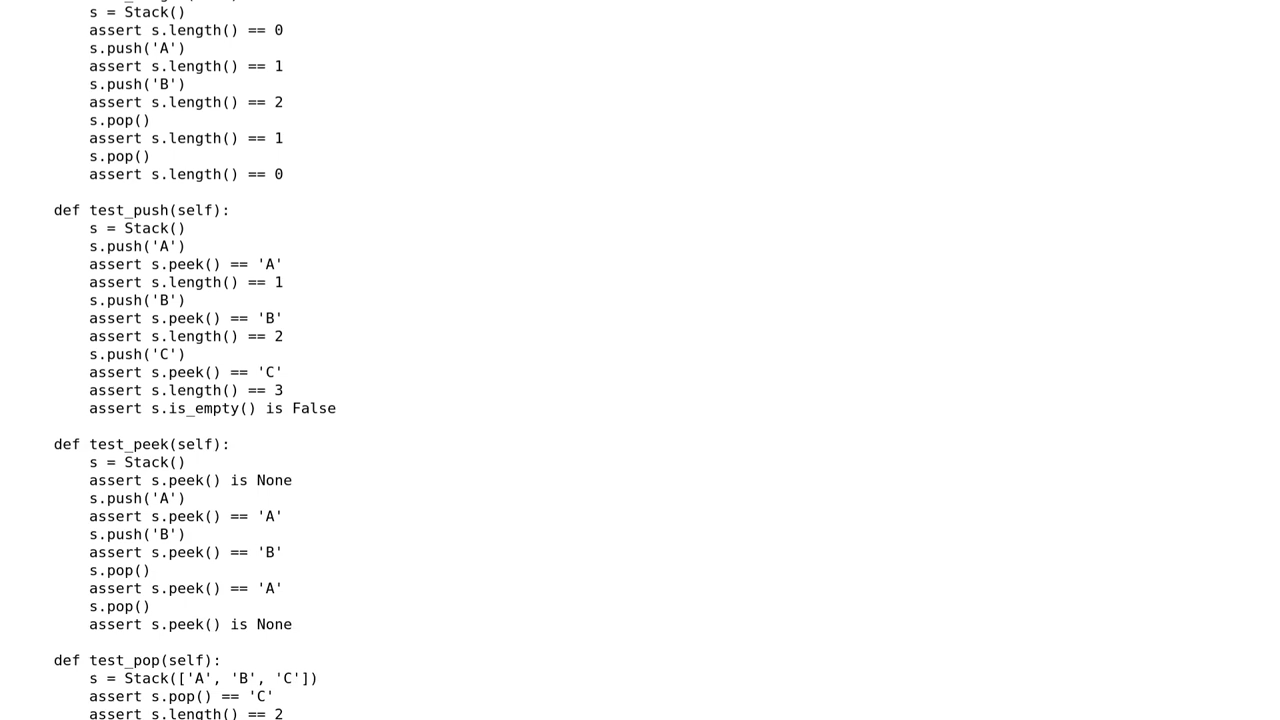 s = Stack()
assert s.length() == 0
s.push('A')
assert s.length() == 1
s.push('B')
assert s.length() == 2
s.pop()
assert s.length() == 1
s.pop()
assert s.length() == 0
def test_push(self):
s = Stack()
s.push('A')
assert s.peek() == 'A'
assert s.length() == 1
s.push('B')
assert s.peek() == 'B'
assert s.length() == 2
s.push('C')
assert s.peek() == 'C'
assert s.length() == 3
assert s.is_empty() is False
def test_peek(self):
s = Stack()
assert s.peek() is None
s.push('A')
assert s.peek() == 'A'
s.push('B')
assert s.peek() == 'B'
s.pop()
assert s.peek() == 'A'
s.pop()
assert s.peek() is None
def test_pop(self):
s = Stack(['A', 'B', 'C'])
assert s.pop() == 'C'
assert s.length() == 2